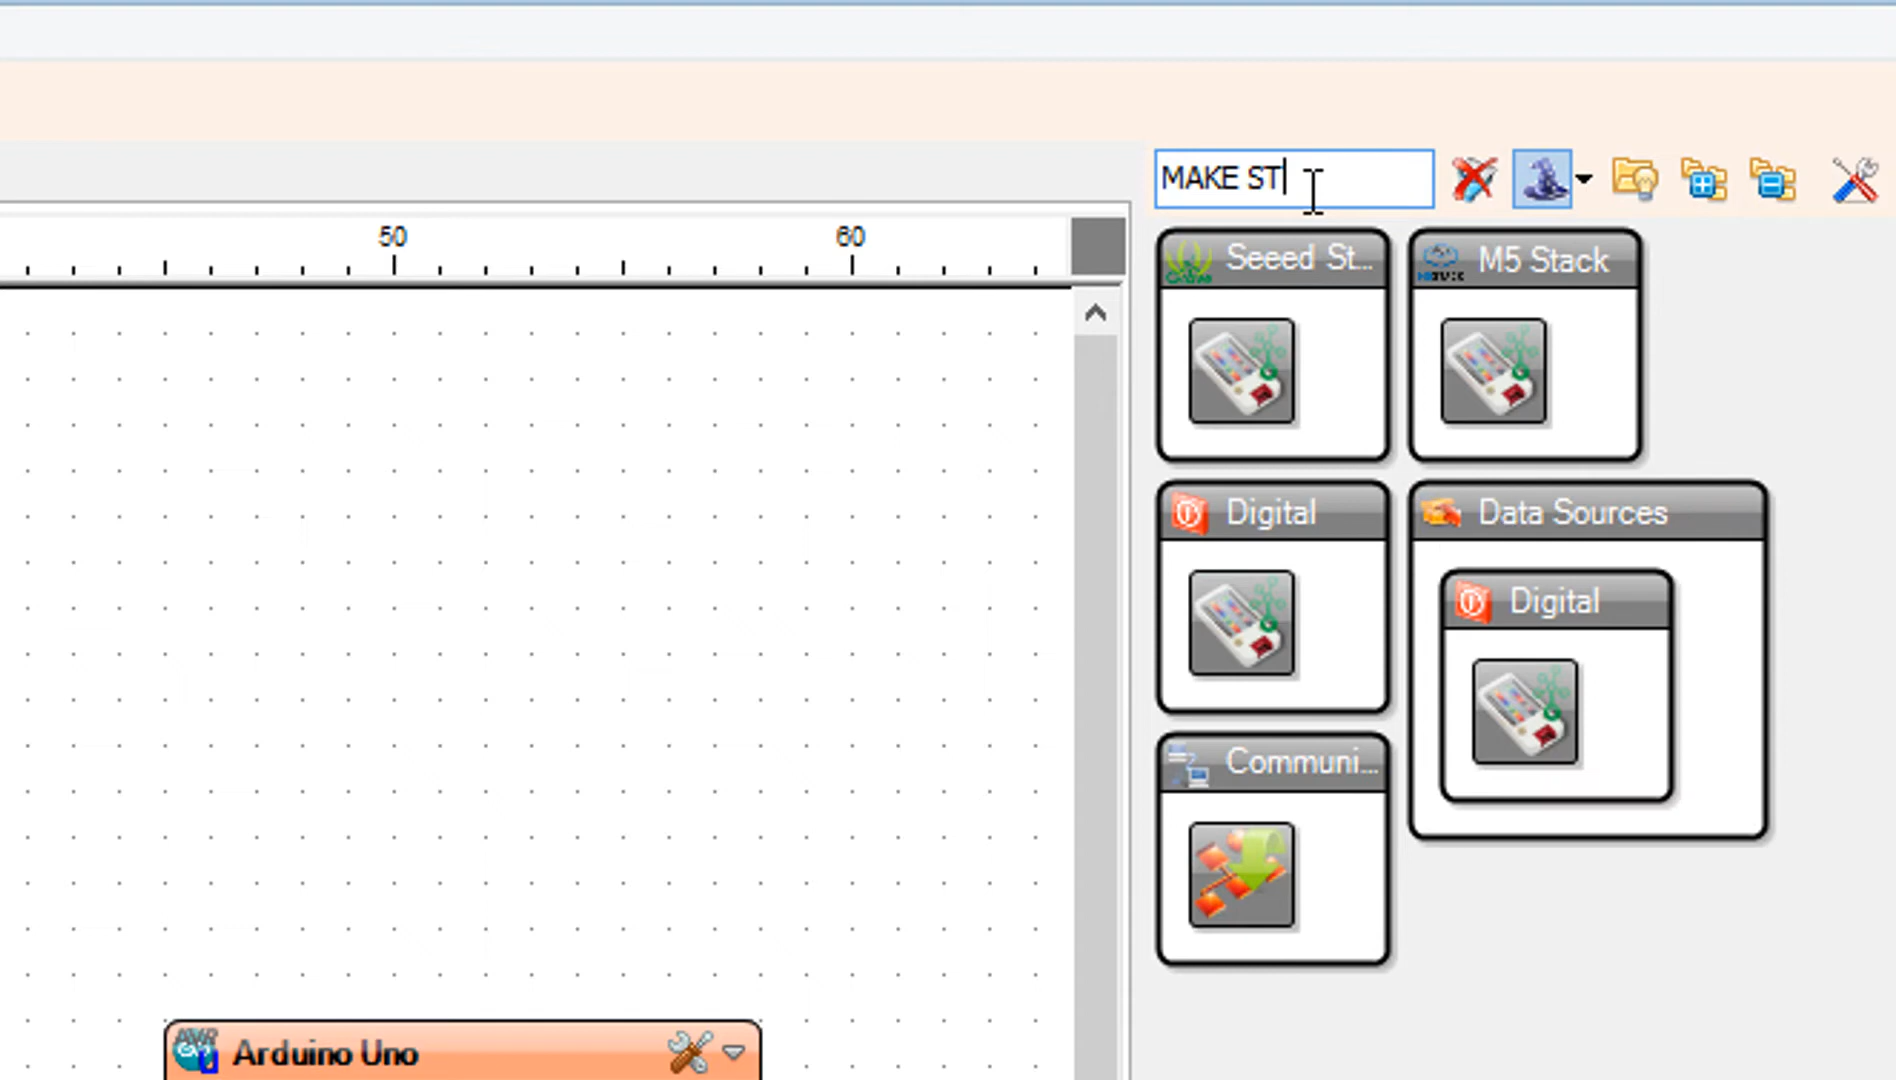 MAKE ST
50 60
Seeed St... M5 Stack
Digital Data Sources
Digital
Communi...
Arduino Uno